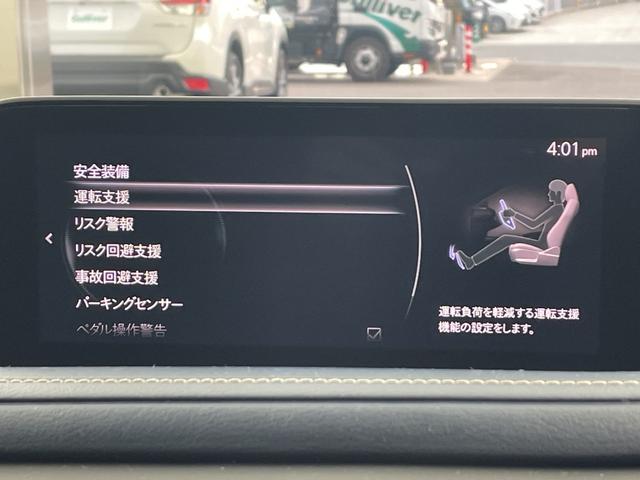 Gulliver
4:01 pm
安全装備
運転支援
リスク警報
リスク回避支援
事故回避支援
パーキングセンサー
ペダル操作警告
運転負荷を軽減する運転支援
機能の設定をします。